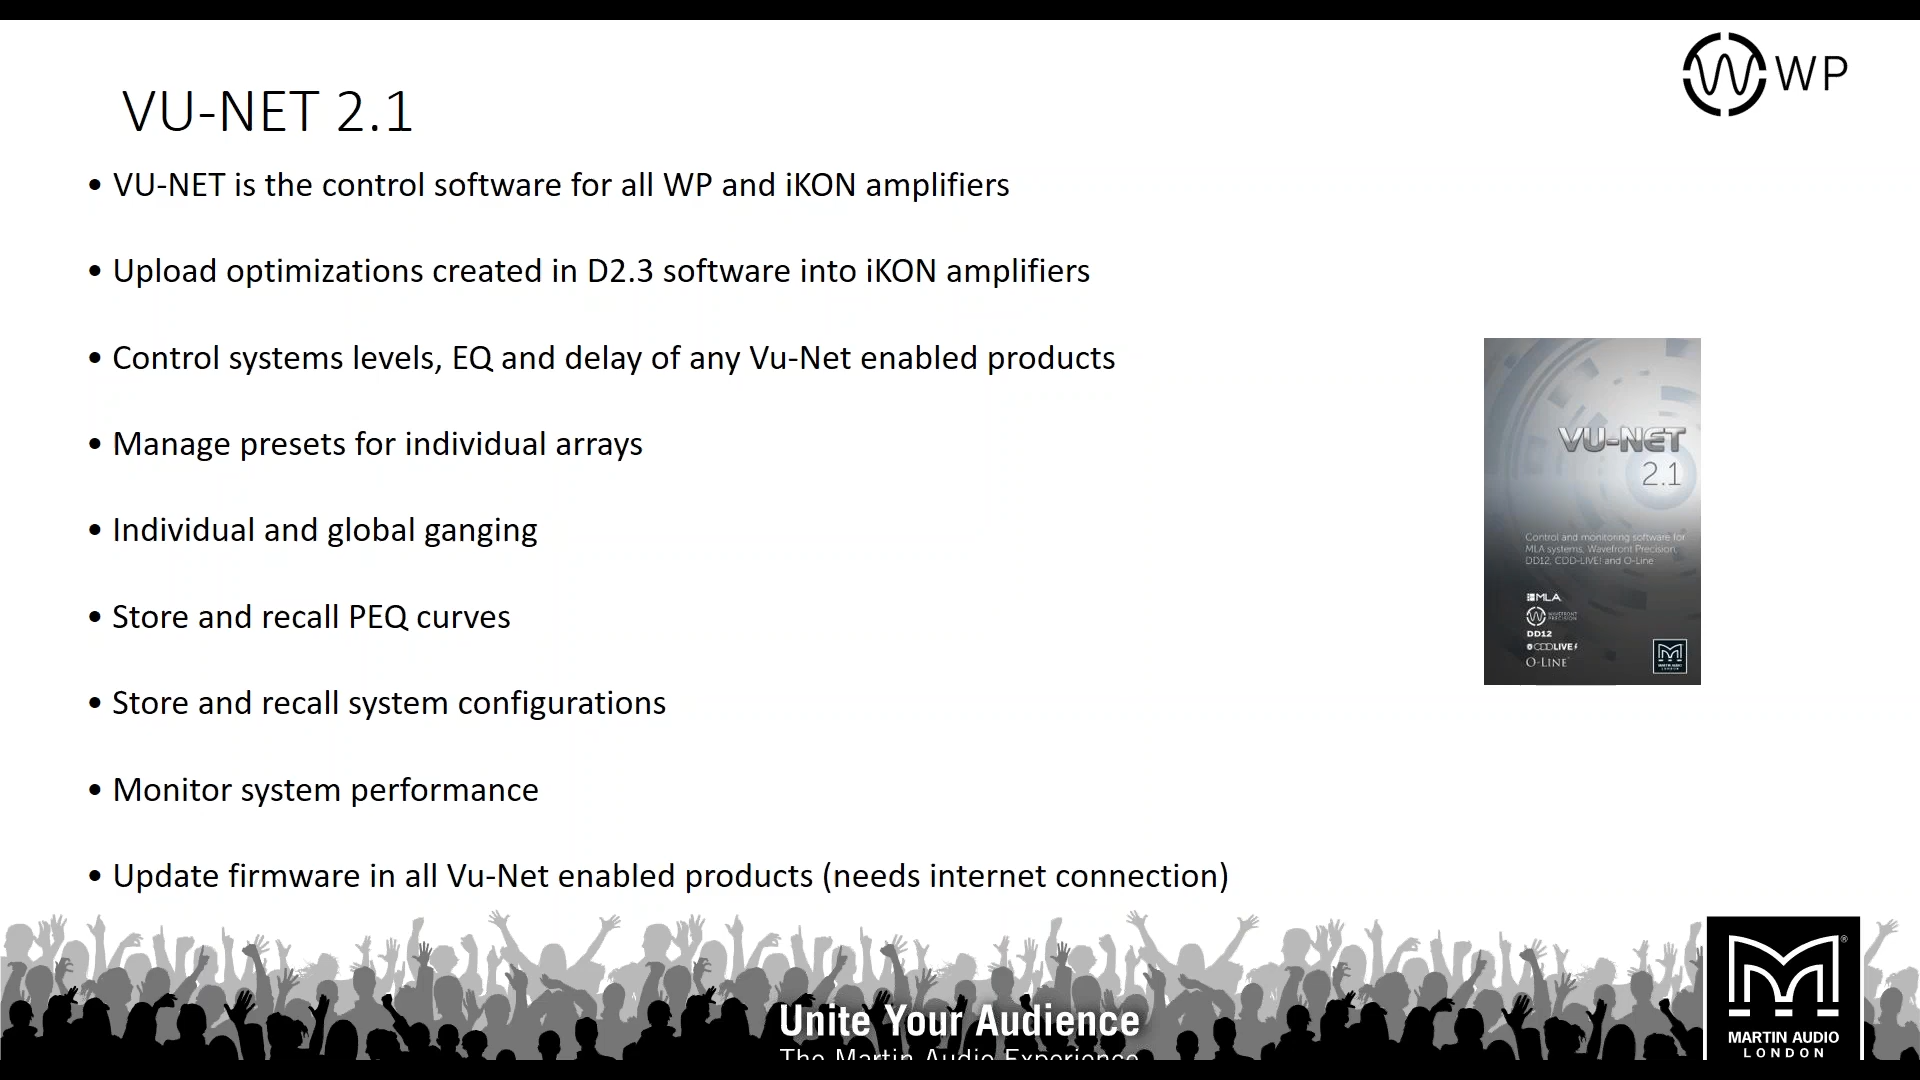 WP
VU-NET 2.1
• VU-NET is the control software for all WP and iKON amplifiers
• Upload optimizations created in D2.3 software into iKON amplifiers
• Control systems levels, EQ and delay of any Vu-Net enabled products
• Manage presets for individual arrays
• Individual and global ganging
• Store and recall PEQ curves
• Store and recall system configurations
• Monitor system performance
• Update firmware in all Vu-Net enabled products (needs internet connection)
VU-NET
2.1
Control and monitoring software for
MLA systems, Wavefront Precision,
DD12, CDD-LIVE! and O-Line
MLA
WAVEFRONT
PRECISION
DD12
CDDLIVE!
O-LINE
Unite Your Audience
The Martin Audio Experience
MARTIN AUDIO
LONDON